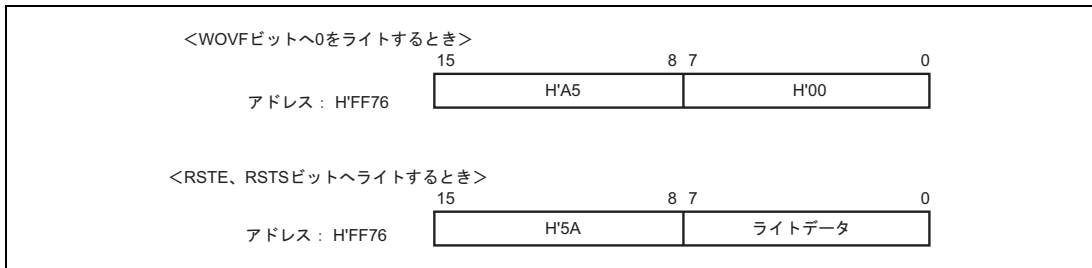 ＜WOVFビットへ0をライトするとき＞
15 8 7 0
アドレス： H'FF76 H'A5 H'00
＜RSTE、RSTSビットへライトするとき＞
15 8 7 0
アドレス： H'FF76 H'5A ライトデータ